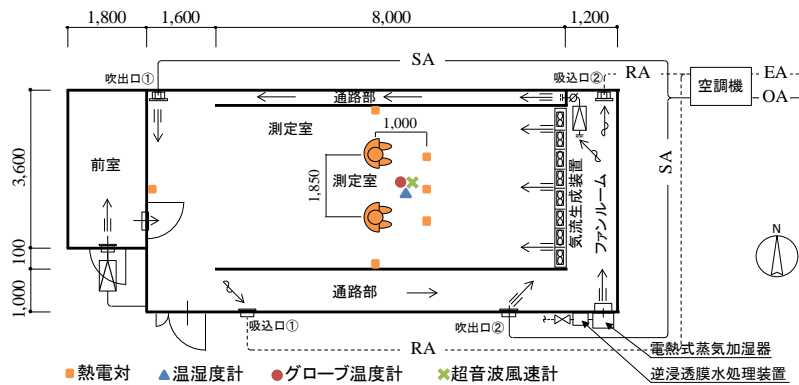 1,800 1,600 8,000 1,200
SA
吹出口① 吸込口② RA 空調機 EA
OA
通路部
測定室 1,000
前室
測定室
3,600
1,850
気流生成装置
ファンルーム
SA
N
100
1,000
通路部
吸込口① 吹出口②
RA
電熱式蒸気加湿器
逆浸透膜水処理装置
熱電対 温湿度計 グローブ温度計 超音波風速計